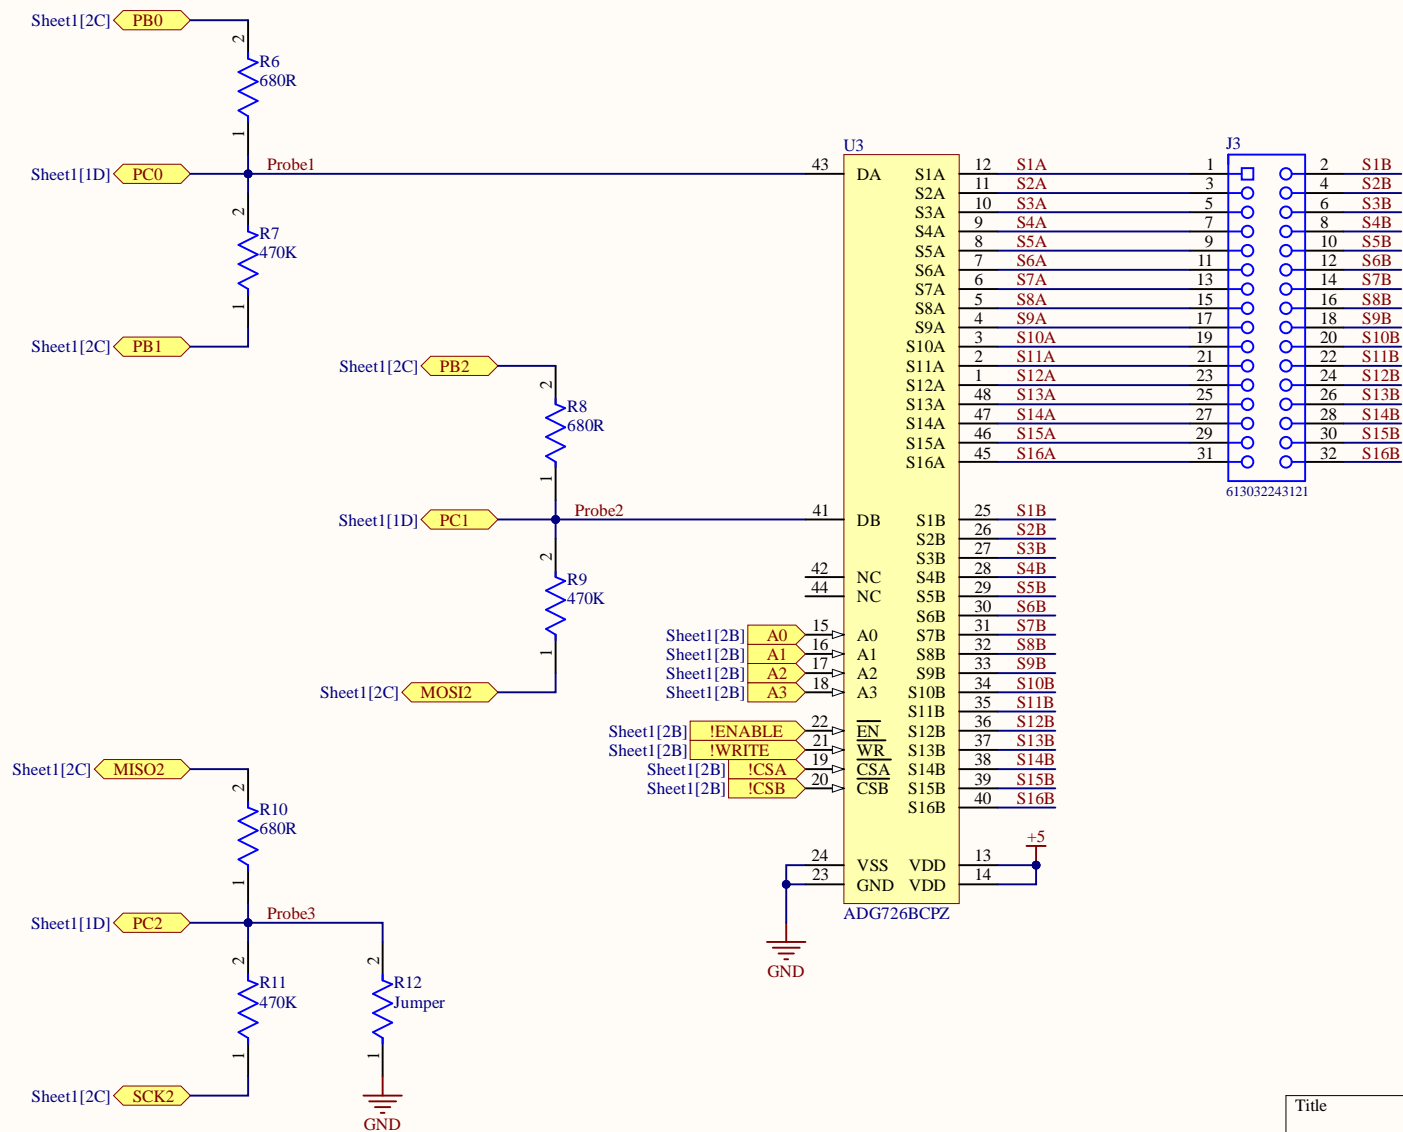 Sheet1[2C] PB0
2
R6
680R
1
Sheet1[1D] PC0 Probe1
2
R7
470K
1
Sheet1[2C] PB1
Sheet1[2C] PB2
2
R8
680R
1
Sheet1[1D] PC1 Probe2
2
R9
470K
1
Sheet1[2C] MOSI2
Sheet1[2C] MISO2
2
R10
680R
1
Sheet1[1D] PC2 Probe3
2
R11
470K
1
Sheet1[2C] SCK2
2
R12
Jumper
1
GND
U3
43 DA
41 DB
42 NC
44 NC
Sheet1[2B] A0 15 A0
Sheet1[2B] A1 16 A1
Sheet1[2B] A2 17 A2
Sheet1[2B] A3 18 A3
Sheet1[2B] !ENABLE 22 EN
Sheet1[2B] !WRITE 21 WR
Sheet1[2B] !CSA 19 CSA
Sheet1[2B] !CSB 20 CSB
24 VSS
23 GND
GND
S1A 12 S1A
S2A 11 S2A
S3A 10 S3A
S4A 9 S4A
S5A 8 S5A
S6A 7 S6A
S7A 6 S7A
S8A 5 S8A
S9A 4 S9A
S10A 3 S10A
S11A 2 S11A
S12A 1 S12A
S13A 48 S13A
S14A 47 S14A
S15A 46 S15A
S16A 45 S16A
S1B 25 S1B
S2B 26 S2B
S3B 27 S3B
S4B 28 S4B
S5B 29 S5B
S6B 30 S6B
S7B 31 S7B
S8B 32 S8B
S9B 33 S9B
S10B 34 S10B
S11B 35 S11B
S12B 36 S12B
S13B 37 S13B
S14B 38 S14B
S15B 39 S15B
S16B 40 S16B
+5
VDD 13
VDD 14
ADG726BCPZ
J3
1 2 S1B
3 4 S2B
5 6 S3B
7 8 S4B
9 10 S5B
11 12 S6B
13 14 S7B
15 16 S8B
17 18 S9B
19 20 S10B
21 22 S11B
23 24 S12B
25 26 S13B
27 28 S14B
29 30 S15B
31 32 S16B
613032243121
Title